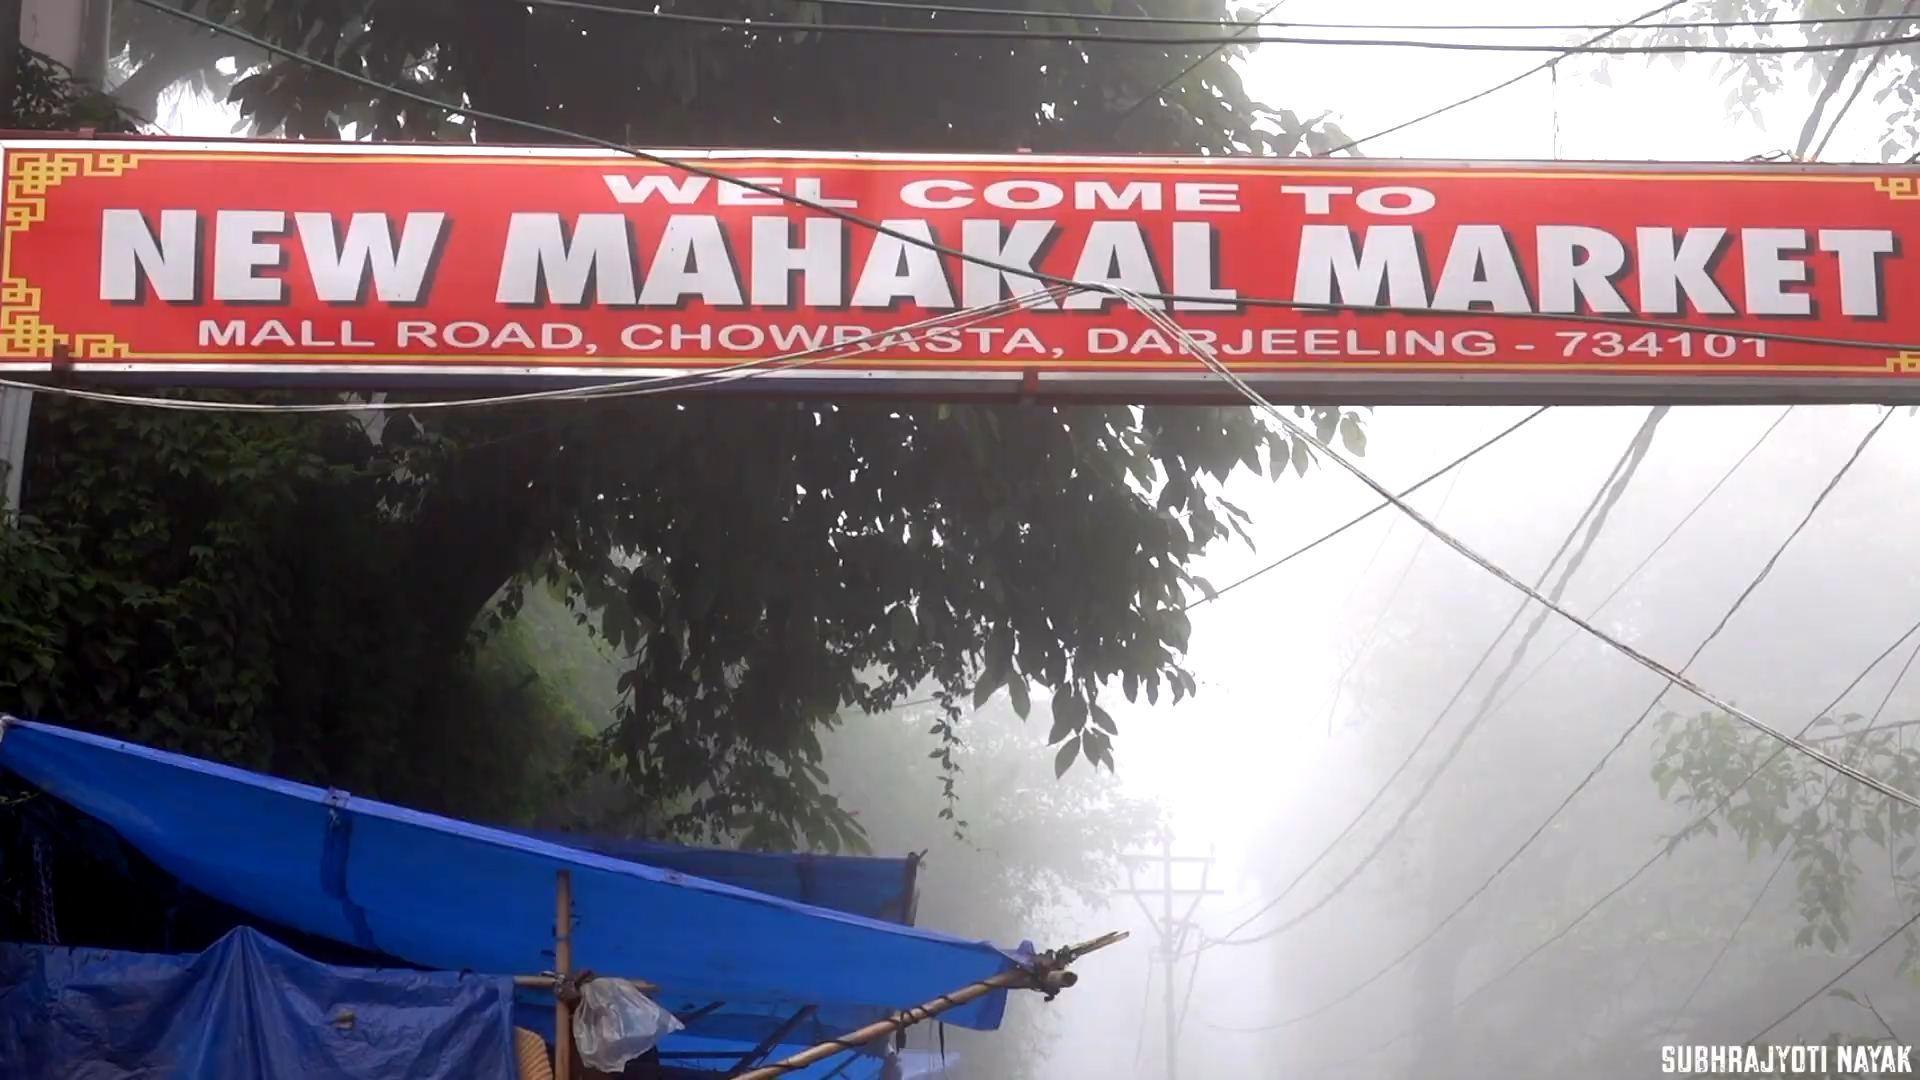 WEL COME TO
NEW MAHAKAL MARKET
MALL ROAD, CHOWRASTA, DARJEELING - 734101
SUBHRAJYOTI NAYAK